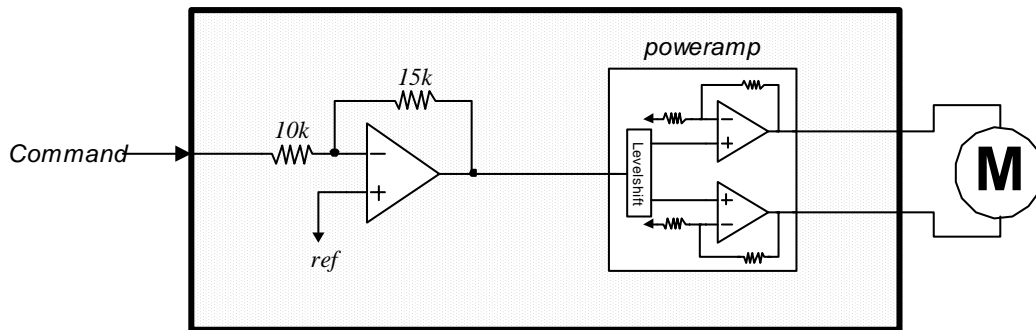 poweramp
15k
10k
Command
Levelshift
ref
M